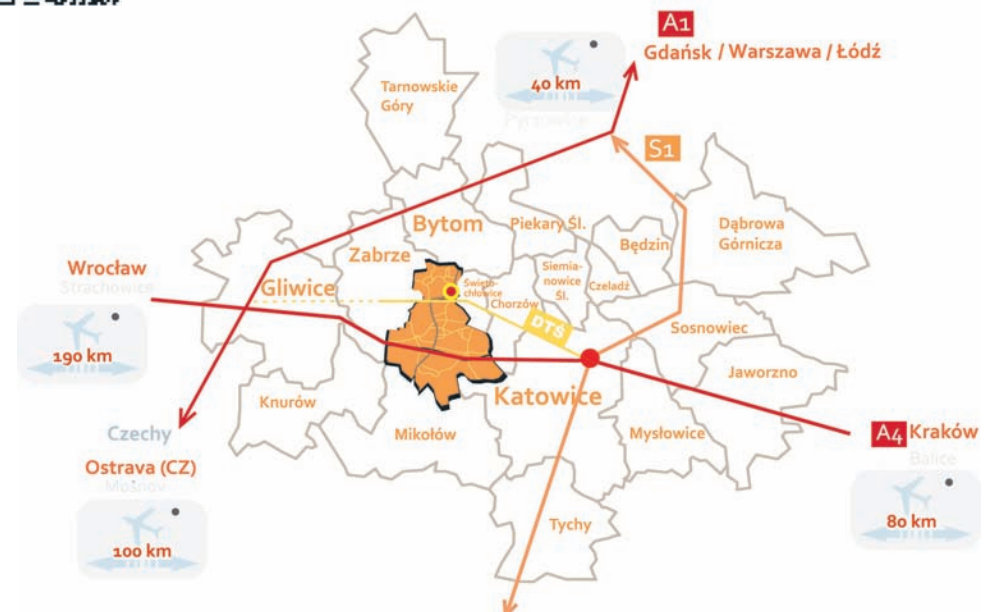 A1
Gdańsk / Warszawa / Łódź
40 km
Pyrzowice
Tarnowskie
Góry
S1
Bytom
Piekary Śl.
Będzin
Dąbrowa
Górnicza
Zabrze
Wrocław
Strachowice
190 km
Gliwice
Święto-
chłowice
Chorzów
Siemia-
nowice
Śl.
Czeladź
DTŚ
Sosnowiec
Jaworzno
Katowice
Knurów
Mikołów
Mysłowice
A4 Kraków
Balice
80 km
Czechy
Ostrava (CZ)
Mošnov
100 km
Tychy